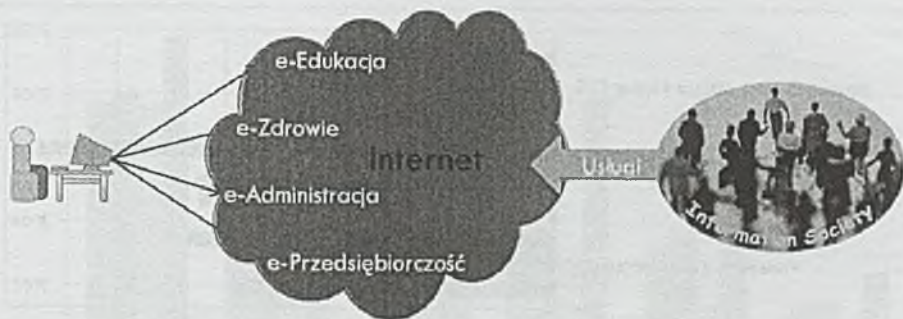 e-Edukacja
e-Zdrowie
Internet
Usługi
e-Administracja
e-Przedsiębiorczość
Information Society